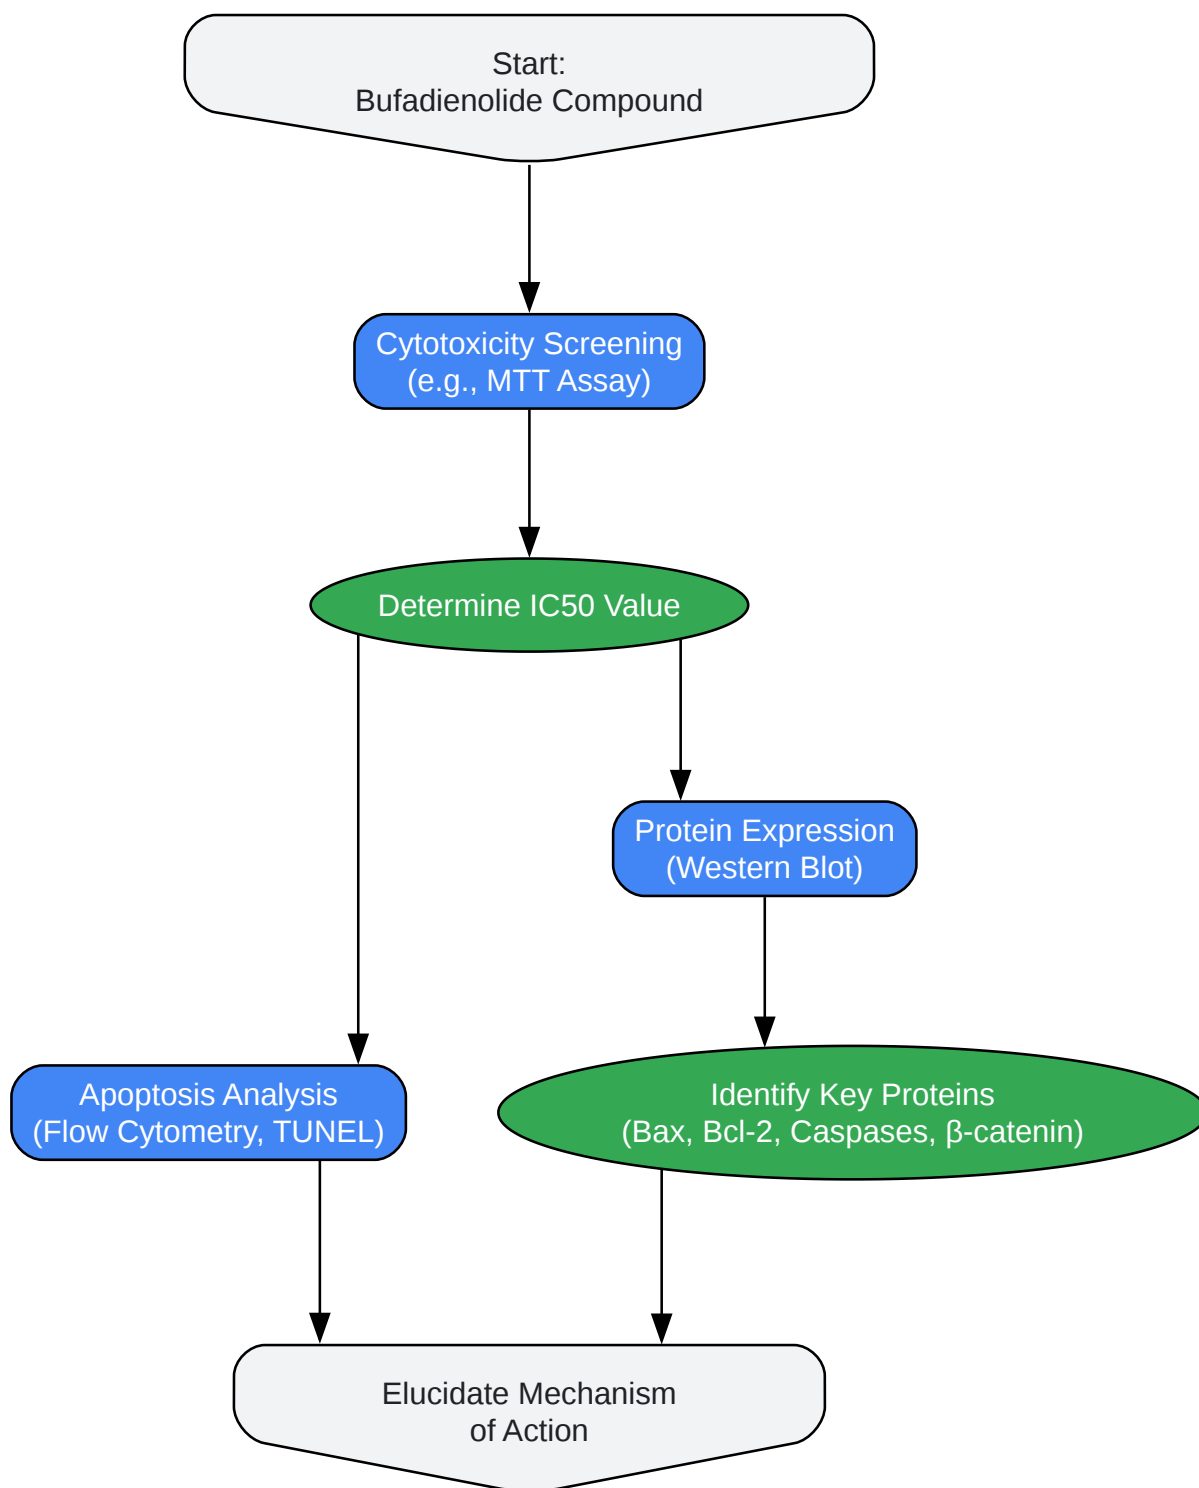 Start:
Bufadienolide Compound
Cytotoxicity Screening
(e.g., MTT Assay)
Determine IC50 Value
Protein Expression
(Western Blot)
Apoptosis Analysis
(Flow Cytometry, TUNEL)
Identify Key Proteins
(Bax, Bcl-2, Caspases, β-catenin)
Elucidate Mechanism
of Action